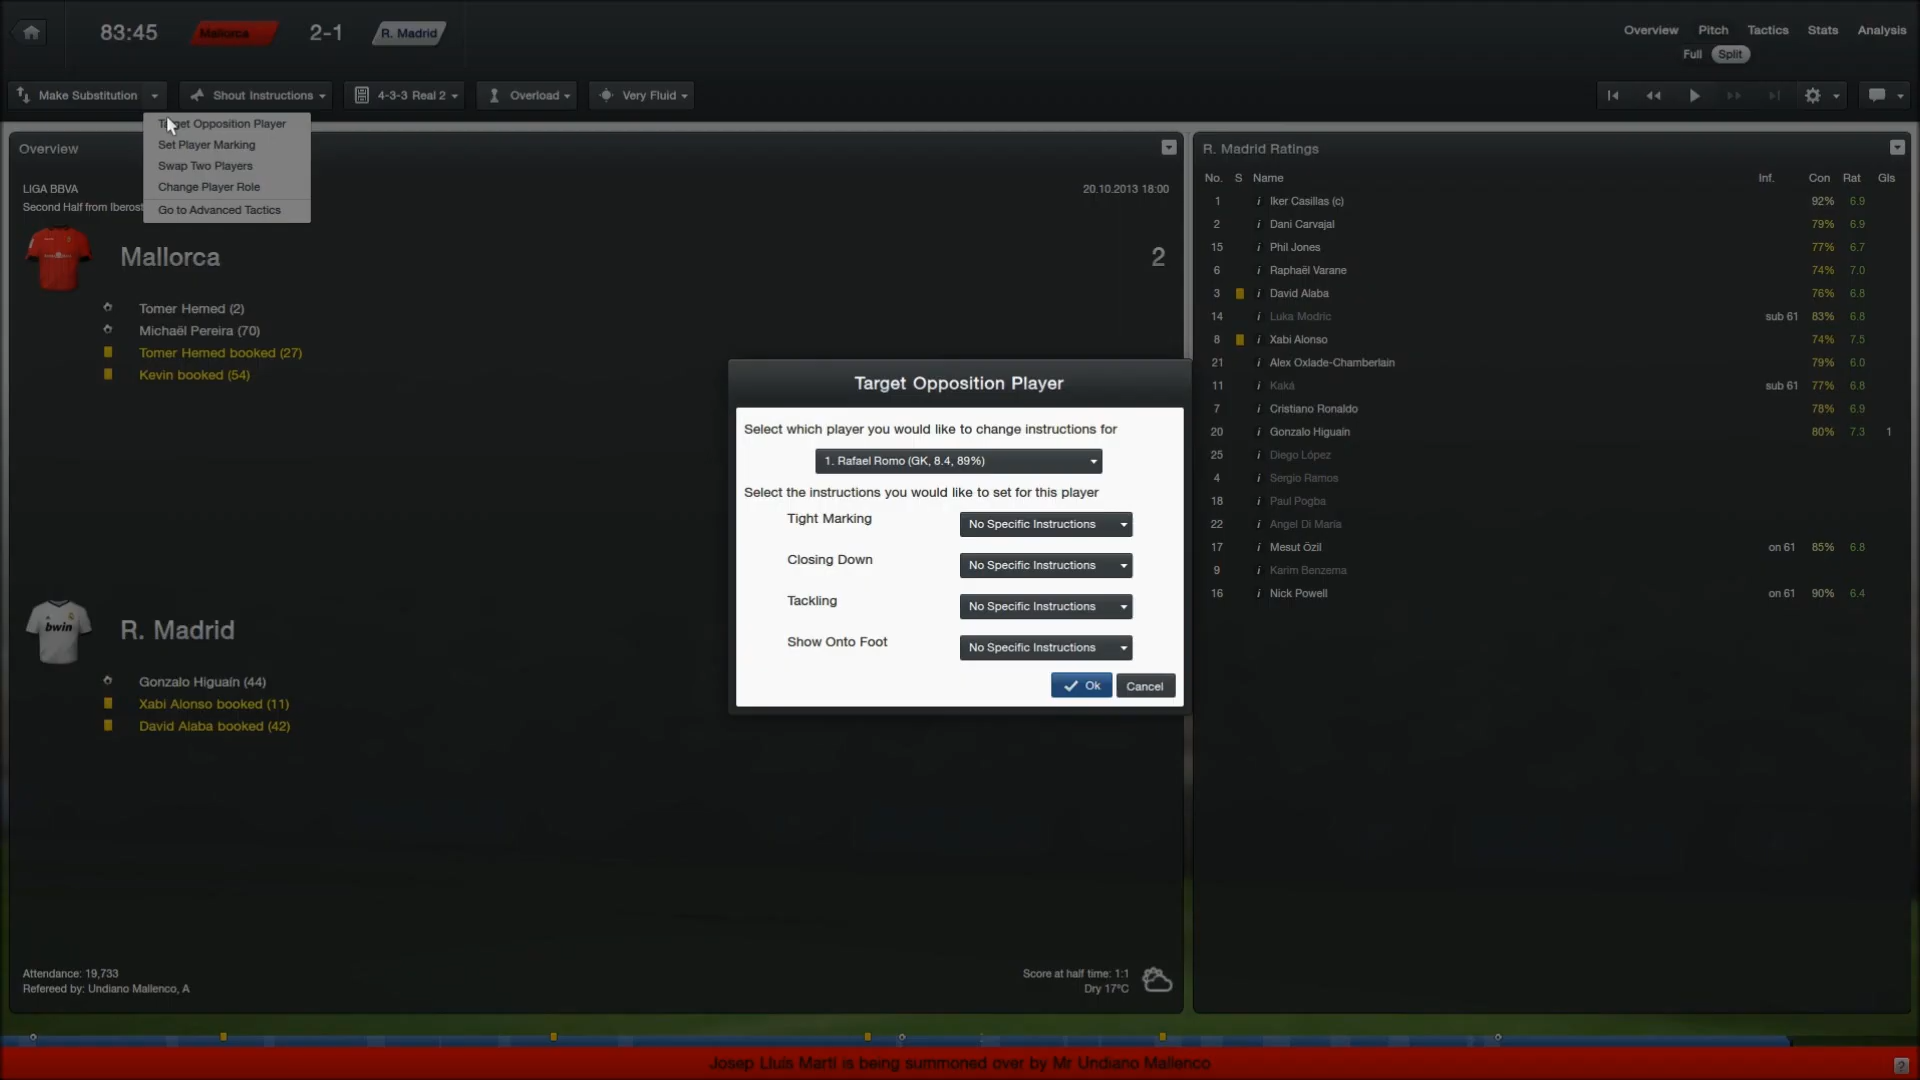 83:45
Mallorca
2-1
R. Madrid
Overview
Pitch
Tactics
Stats
Analysis
Full
Split
Make Substitution
Shout Instructions
4-3-3 Real 2
Overload
Very Fluid
Target Opposition Player
Set Player Marking
Swap Two Players
Change Player Role
Go to Advanced Tactics
Overview
LIGA BBVA
20.10.2013 18:00
Second Half from Iberost
Mallorca
2
Tomer Hemed (2)
Michaël Pereira (70)
Tomer Hemed booked (27)
Kevin booked (54)
bwin
R. Madrid
Gonzalo Higuaín (44)
Xabi Alonso booked (11)
David Alaba booked (42)
Attendance: 19,733
Refereed by: Undiano Mallenco, A
Score at half time: 1:1
Dry 17°C
Target Opposition Player
Select which player you would like to change instructions for
1. Rafael Romo (GK, 8.4, 89%)
Select the instructions you would like to set for this player
Tight Marking No Specific Instructions
Closing Down No Specific Instructions
Tackling No Specific Instructions
Show Onto Foot No Specific Instructions
Ok
Cancel
R. Madrid Ratings
No. S Name Inf. Con Rat Gls
1 i Iker Casillas (c) 92% 6.9
2 i Dani Carvajal 79% 6.9
15 i Phil Jones 77% 6.7
6 i Raphaël Varane 74% 7.0
3 i David Alaba 76% 6.8
14 i Luka Modric sub 61 83% 6.8
8 i Xabi Alonso 74% 7.5
21 i Alex Oxlade-Chamberlain 79% 6.0
11 i Kaká sub 61 77% 6.8
7 i Cristiano Ronaldo 78% 6.9
20 i Gonzalo Higuaín 80% 7.3 1
25 i Diego López
4 i Sergio Ramos
18 i Paul Pogba
22 i Ángel Di María
17 i Mesut Özil on 61 85% 6.8
9 i Karim Benzema
16 i Nick Powell on 61 90% 6.4
Josep Lluís Martí is being summoned over by Mr Undiano Mallenco
?